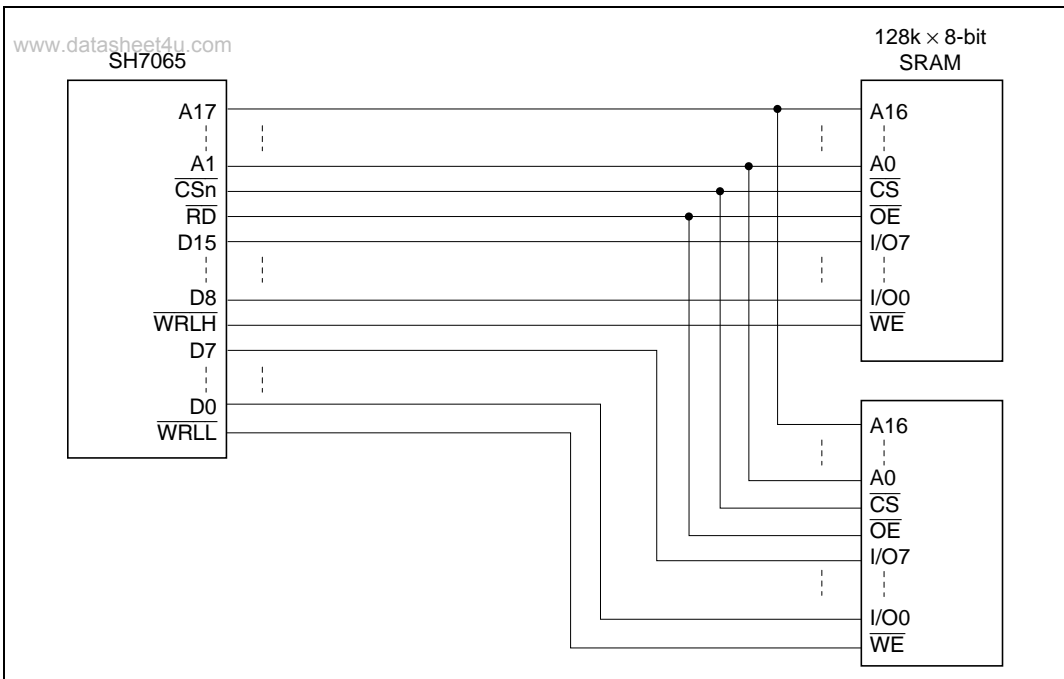 www.datasheet4u.com
SH7065
A17
A1
CSn
RD
D15
D8
WRLH
D7
D0
WRLL
128k × 8-bit
SRAM
A16
A0
CS
OE
I/O7
I/O0
WE
A16
A0
CS
OE
I/O7
I/O0
WE